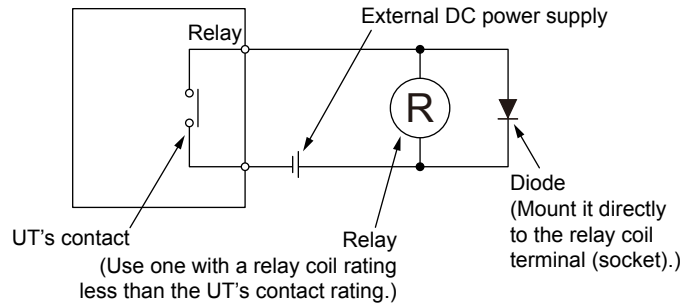 External DC power supply
Relay
R
UT's contact
Relay
(Use one with a relay coil rating
less than the UT's contact rating.)
Diode
(Mount it directly
to the relay coil
terminal (socket).)